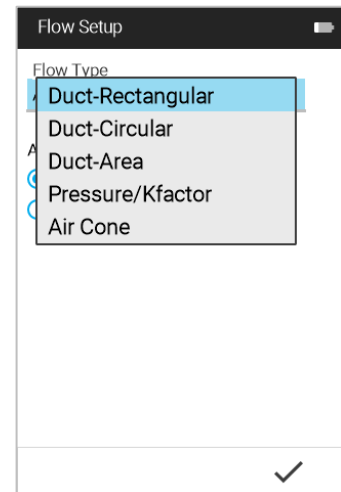 Flow Setup
Flow Type
Duct-Rectangular
Duct-Circular
Duct-Area
Pressure/Kfactor
Air Cone